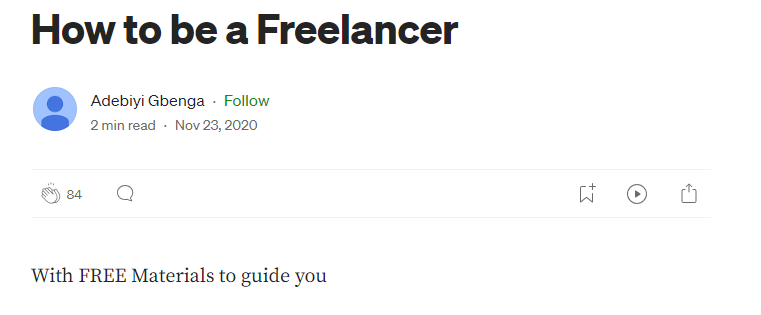 How to be a Freelancer
Adebiyi Gbenga · Follow
2 min read · Nov 23, 2020
84
With FREE Materials to guide you